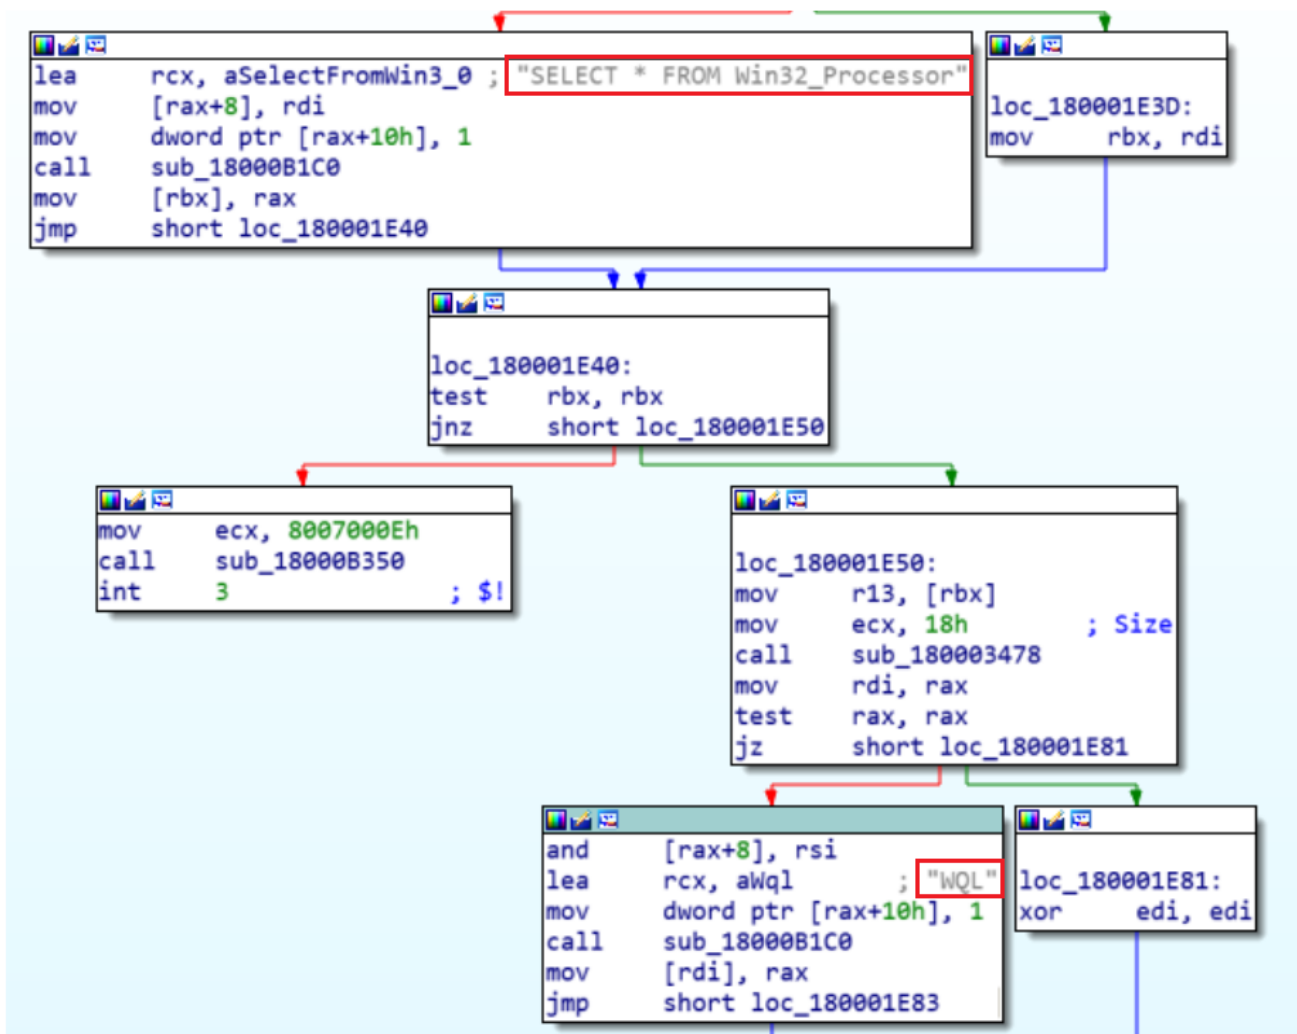 lea rcx, aSelectFromWin3_0 ; "SELECT * FROM Win32_Processor"
mov [rax+8], rdi
mov dword ptr [rax+10h], 1
call sub_18000B1C0
mov [rbx], rax
jmp short loc_180001E40
loc_180001E3D:
mov rbx, rdi
loc_180001E40:
test rbx, rbx
jnz short loc_180001E50
mov ecx, 8007000Eh
call sub_18000B350
int 3 ; $!
loc_180001E50:
mov r13, [rbx]
mov ecx, 18h ; Size
call sub_180003478
mov rdi, rax
test rax, rax
jz short loc_180001E81
and [rax+8], rsi
lea rcx, aWql ; "WQL"
mov dword ptr [rax+10h], 1
call sub_18000B1C0
mov [rdi], rax
jmp short loc_180001E83
loc_180001E81:
xor edi, edi